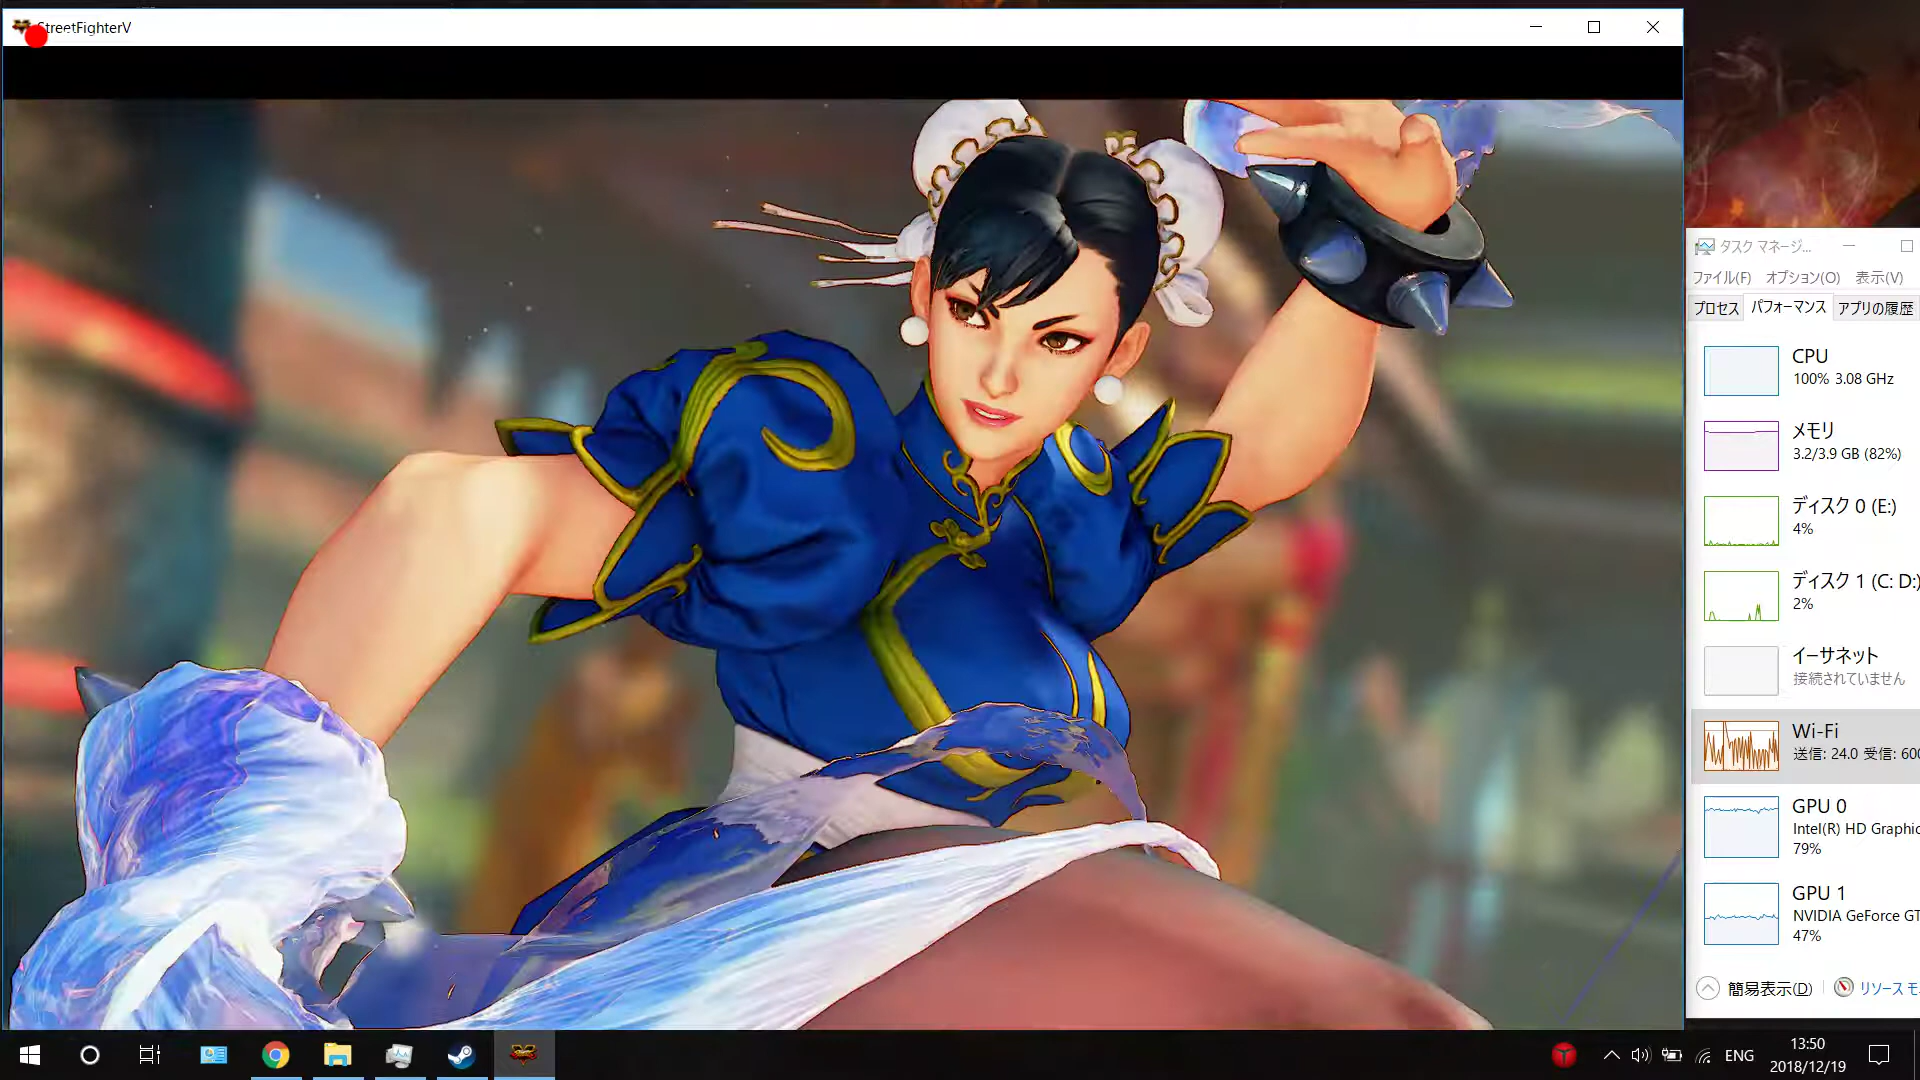 StreetFighterV
タスク マネージ...
ファイル(F) オプション(O) 表示(V)
プロセス パフォーマンス アプリの履歴
CPU
100% 3.08 GHz
メモリ
3.2/3.9 GB (82%)
ディスク 0 (E:)
4%
ディスク 1 (C: D:)
2%
イーサネット
接続されていません
Wi-Fi
送信: 24.0 受信: 600
GPU 0
Intel(R) HD Graphic
79%
GPU 1
NVIDIA GeForce GT
47%
簡易表示(D)
リソース モ
ENG
13:50
2018/12/19